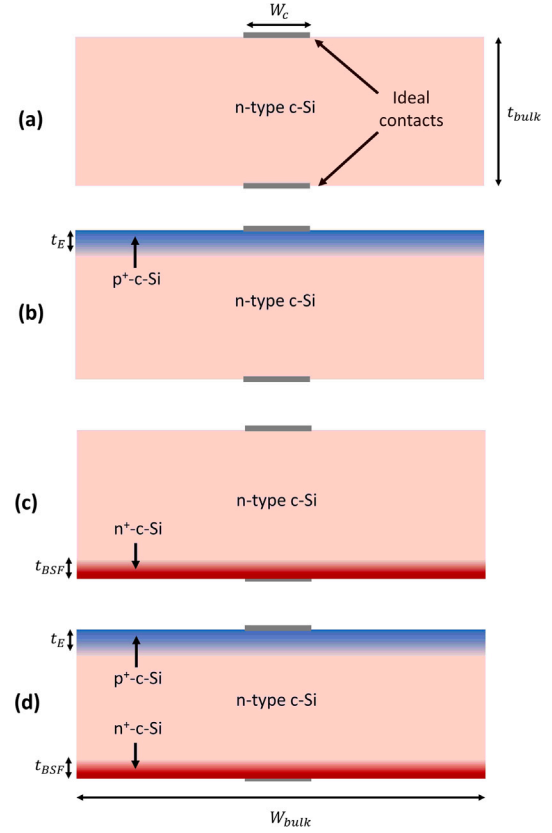 W_c
(a)
n-type c-Si
Ideal
contacts
t_bulk
t_E
p⁺-c-Si
(b)
n-type c-Si
(c)
n-type c-Si
n⁺-c-Si
t_BSF
t_E
p⁺-c-Si
(d)
n-type c-Si
n⁺-c-Si
t_BSF
W_bulk